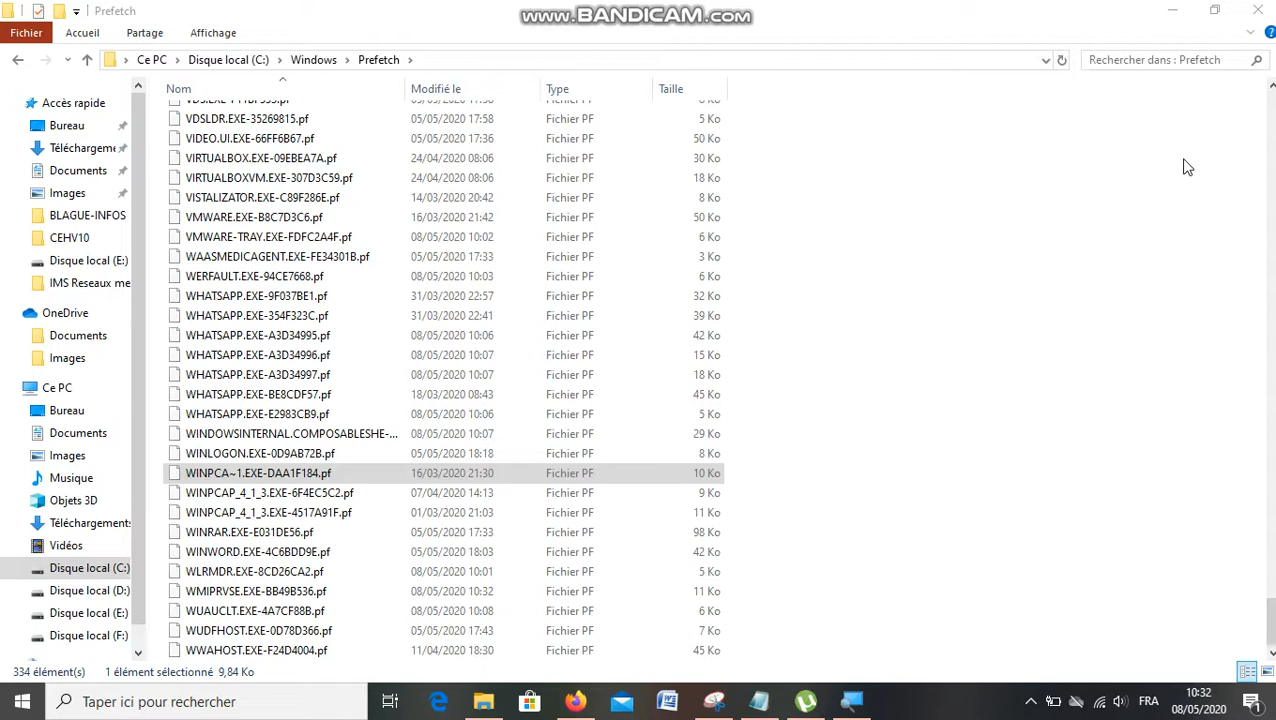 Prefetch
www.BANDICAM.com
Fichier Accueil Partage Affichage
Ce PC Disque local (C:) Windows Prefetch
Rechercher dans : Prefetch
Nom Modifié le Type Taille
VDSLDR.EXE-35269815.pf 05/05/2020 17:58 Fichier PF 5 Ko
VIDEO.UI.EXE-66FF6B67.pf 05/05/2020 17:36 Fichier PF 50 Ko
VIRTUALBOX.EXE-09EBEA7A.pf 24/04/2020 08:06 Fichier PF 30 Ko
VIRTUALBOXVM.EXE-307D3C59.pf 24/04/2020 08:06 Fichier PF 18 Ko
VISTALIZATOR.EXE-C89F286E.pf 14/03/2020 20:42 Fichier PF 8 Ko
VMWARE.EXE-B8C7D3C6.pf 16/03/2020 21:42 Fichier PF 50 Ko
VMWARE-TRAY.EXE-FDFC2A4F.pf 08/05/2020 10:02 Fichier PF 6 Ko
WAASMEDICAGENT.EXE-FE34301B.pf 05/05/2020 17:33 Fichier PF 3 Ko
WERFAULT.EXE-94CE7668.pf 08/05/2020 10:03 Fichier PF 6 Ko
WHATSAPP.EXE-9F037BE1.pf 31/03/2020 22:57 Fichier PF 32 Ko
WHATSAPP.EXE-354F323C.pf 31/03/2020 22:41 Fichier PF 39 Ko
WHATSAPP.EXE-A3D34995.pf 08/05/2020 10:06 Fichier PF 42 Ko
WHATSAPP.EXE-A3D34996.pf 08/05/2020 10:07 Fichier PF 15 Ko
WHATSAPP.EXE-A3D34997.pf 08/05/2020 10:07 Fichier PF 18 Ko
WHATSAPP.EXE-BE8CDF57.pf 18/03/2020 08:43 Fichier PF 45 Ko
WHATSAPP.EXE-E2983CB9.pf 08/05/2020 10:06 Fichier PF 5 Ko
WINDOWSINTERNAL.COMPOSABLESHE-... 08/05/2020 10:07 Fichier PF 29 Ko
WINLOGON.EXE-0D9AB72B.pf 05/05/2020 18:18 Fichier PF 8 Ko
WINPCA~1.EXE-DAA1F184.pf 16/03/2020 21:30 Fichier PF 10 Ko
WINPCAP_4_1_3.EXE-6F4EC5C2.pf 07/04/2020 14:13 Fichier PF 9 Ko
WINPCAP_4_1_3.EXE-4517A91F.pf 01/03/2020 21:03 Fichier PF 11 Ko
WINRAR.EXE-E031DE56.pf 05/05/2020 17:33 Fichier PF 98 Ko
WINWORD.EXE-4C6BDD9E.pf 05/05/2020 18:03 Fichier PF 42 Ko
WLRMDR.EXE-8CD26CA2.pf 08/05/2020 10:01 Fichier PF 5 Ko
WMIPRVSE.EXE-BB49B536.pf 08/05/2020 10:32 Fichier PF 11 Ko
WUAUCLT.EXE-4A7CF88B.pf 08/05/2020 10:08 Fichier PF 6 Ko
WUDFHOST.EXE-0D78D366.pf 05/05/2020 17:43 Fichier PF 7 Ko
WWAHOST.EXE-F24D4004.pf 11/04/2020 18:30 Fichier PF 45 Ko
Accès rapide
Bureau
Téléchargeme
Documents
Images
BLAGUE-INFOS
CEHV10
Disque local (E:)
IMS Reseaux me
OneDrive
Documents
Images
Ce PC
Bureau
Documents
Images
Musique
Objets 3D
Téléchargements
Vidéos
Disque local (C:)
Disque local (D:)
Disque local (E:)
Disque local (F:)
334 élément(s) 1 élément sélectionné 9,84 Ko
Taper ici pour rechercher
FRA
10:32
08/05/2020
1